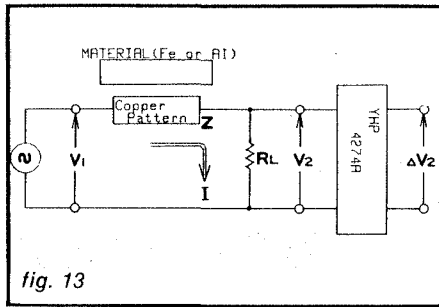 MATERIAL(Fe or Al)
Copper
Pattern
Z
V1
I
RL
V2
YHP
4274A
ΔV2
fig. 13